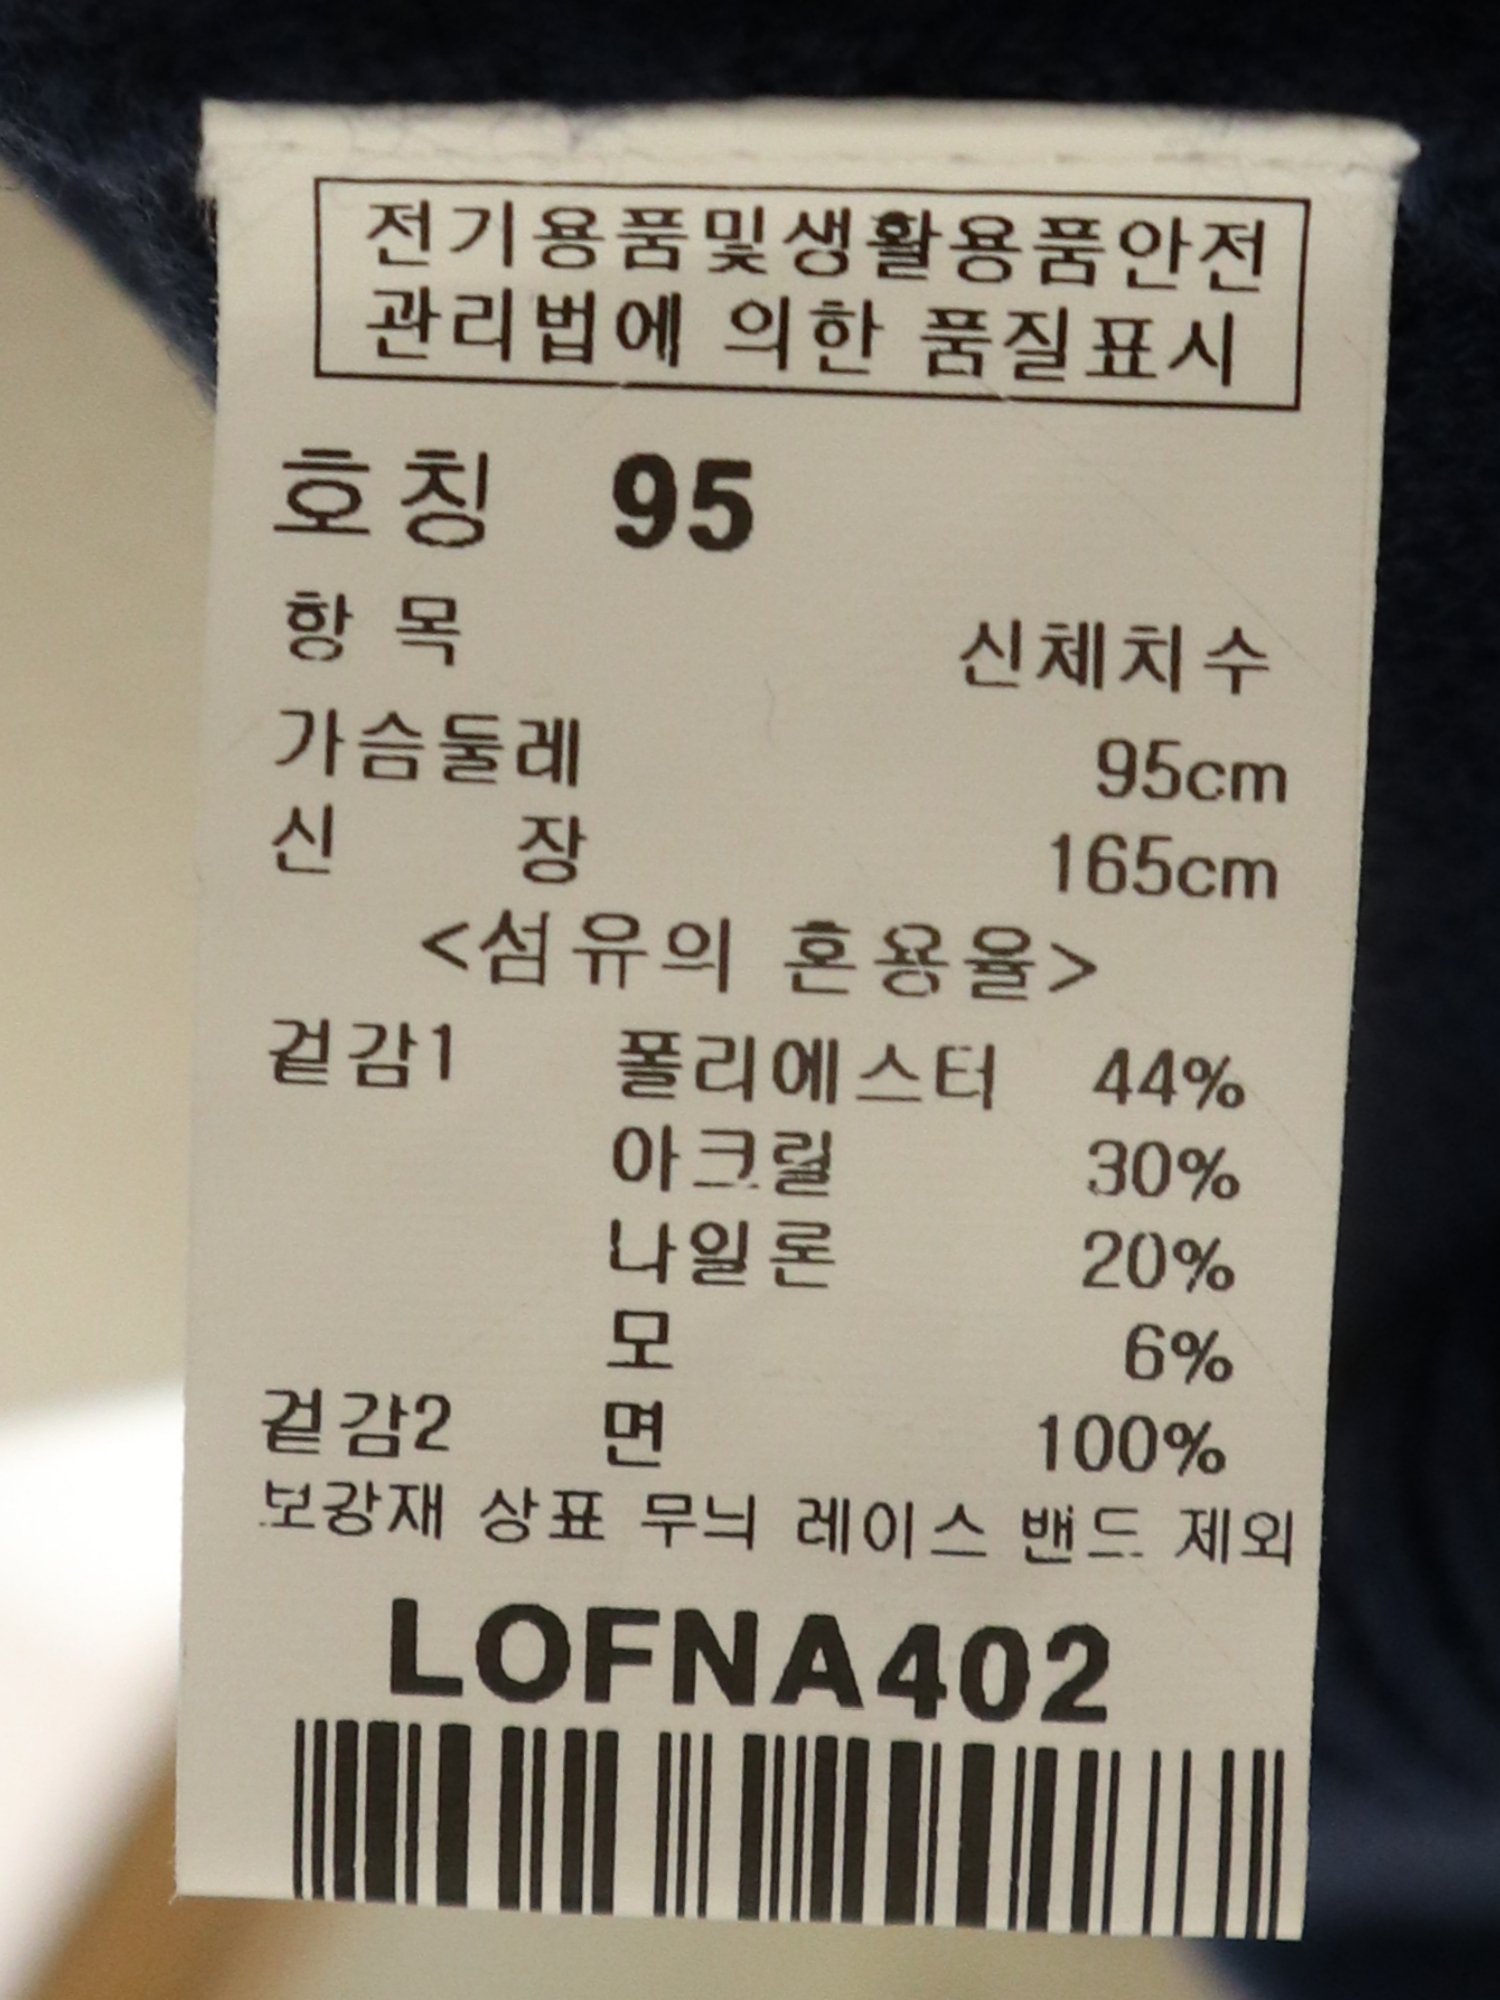 전기용품및생활용품안전
관리법에 의한 품질표시
호칭 95
항목 신체치수
가슴둘레 95cm
신 장 165cm
<섬유의 혼용율>
겉감1 폴리에스터 44%
아크릴 30%
나일론 20%
모 6%
겉감2 면 100%
보강재 상표 무늬 레이스 밴드 제외
LOFNA402